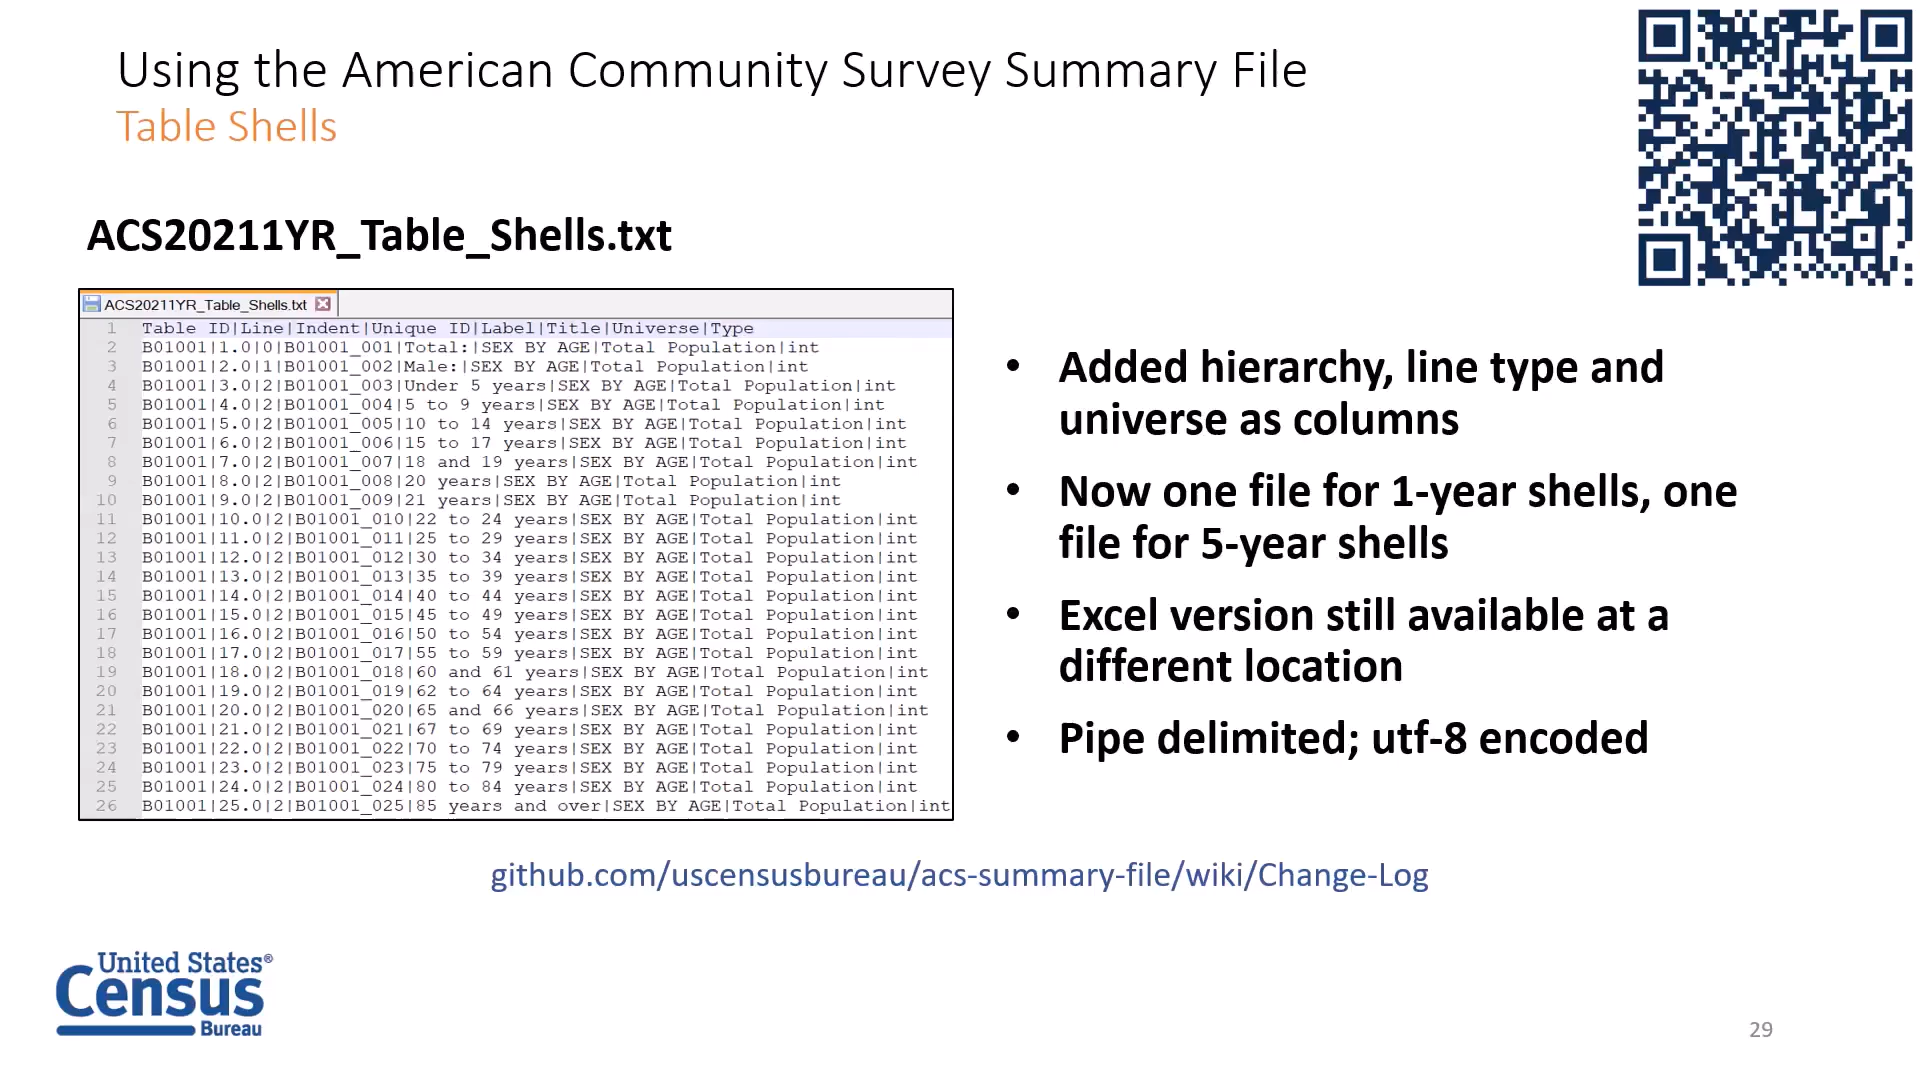 Using the American Community Survey Summary File
Table Shells
ACS20211YR_Table_Shells.txt
ACS20211YR_Table_Shells.txt
1 Table ID|Line|Indent|Unique ID|Label|Title|Universe|Type
2 B01001|1.0|0|B01001_001|Total:|SEX BY AGE|Total Population|int
3 B01001|2.0|1|B01001_002|Male:|SEX BY AGE|Total Population|int
4 B01001|3.0|2|B01001_003|Under 5 years|SEX BY AGE|Total Population|int
5 B01001|4.0|2|B01001_004|5 to 9 years|SEX BY AGE|Total Population|int
6 B01001|5.0|2|B01001_005|10 to 14 years|SEX BY AGE|Total Population|int
7 B01001|6.0|2|B01001_006|15 to 17 years|SEX BY AGE|Total Population|int
8 B01001|7.0|2|B01001_007|18 and 19 years|SEX BY AGE|Total Population|int
9 B01001|8.0|2|B01001_008|20 years|SEX BY AGE|Total Population|int
10 B01001|9.0|2|B01001_009|21 years|SEX BY AGE|Total Population|int
11 B01001|10.0|2|B01001_010|22 to 24 years|SEX BY AGE|Total Population|int
12 B01001|11.0|2|B01001_011|25 to 29 years|SEX BY AGE|Total Population|int
13 B01001|12.0|2|B01001_012|30 to 34 years|SEX BY AGE|Total Population|int
14 B01001|13.0|2|B01001_013|35 to 39 years|SEX BY AGE|Total Population|int
15 B01001|14.0|2|B01001_014|40 to 44 years|SEX BY AGE|Total Population|int
16 B01001|15.0|2|B01001_015|45 to 49 years|SEX BY AGE|Total Population|int
17 B01001|16.0|2|B01001_016|50 to 54 years|SEX BY AGE|Total Population|int
18 B01001|17.0|2|B01001_017|55 to 59 years|SEX BY AGE|Total Population|int
19 B01001|18.0|2|B01001_018|60 and 61 years|SEX BY AGE|Total Population|int
20 B01001|19.0|2|B01001_019|62 to 64 years|SEX BY AGE|Total Population|int
21 B01001|20.0|2|B01001_020|65 and 66 years|SEX BY AGE|Total Population|int
22 B01001|21.0|2|B01001_021|67 to 69 years|SEX BY AGE|Total Population|int
23 B01001|22.0|2|B01001_022|70 to 74 years|SEX BY AGE|Total Population|int
24 B01001|23.0|2|B01001_023|75 to 79 years|SEX BY AGE|Total Population|int
25 B01001|24.0|2|B01001_024|80 to 84 years|SEX BY AGE|Total Population|int
26 B01001|25.0|2|B01001_025|85 years and over|SEX BY AGE|Total Population|int
• Added hierarchy, line type and
universe as columns
• Now one file for 1-year shells, one
file for 5-year shells
• Excel version still available at a
different location
• Pipe delimited; utf-8 encoded
github.com/uscensusbureau/acs-summary-file/wiki/Change-Log
United States®
Census
Bureau
29